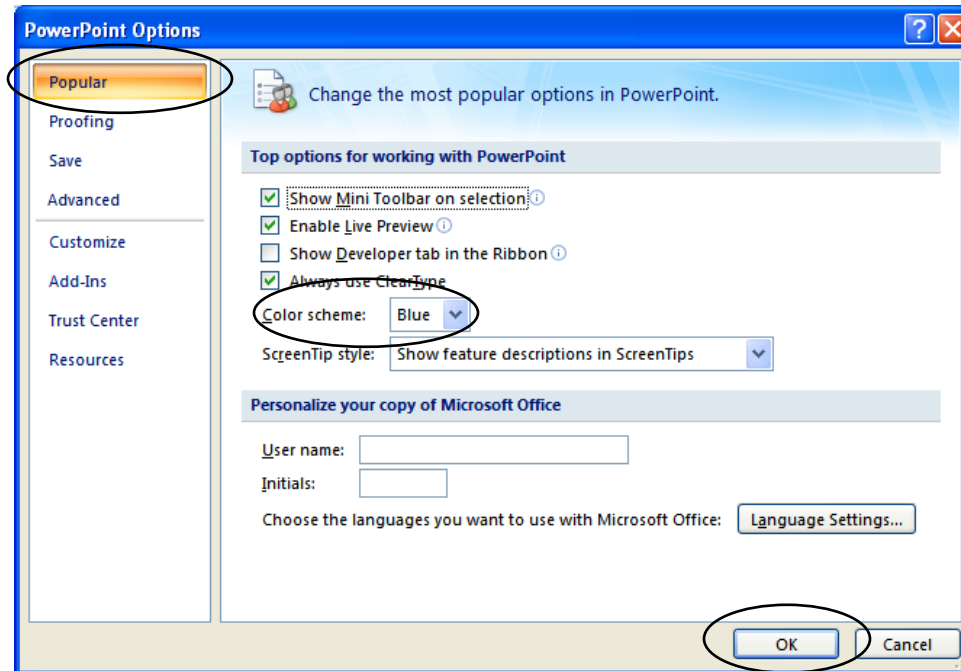 PowerPoint Options
Popular
Proofing
Save
Advanced
Customize
Add-Ins
Trust Center
Resources
Change the most popular options in PowerPoint.
Top options for working with PowerPoint
Show Mini Toolbar on selection
Enable Live Preview
Show Developer tab in the Ribbon
Always use ClearType
Color scheme: Blue
ScreenTip style: Show feature descriptions in ScreenTips
Personalize your copy of Microsoft Office
User name:
Initials:
Choose the languages you want to use with Microsoft Office: Language Settings...
OK Cancel